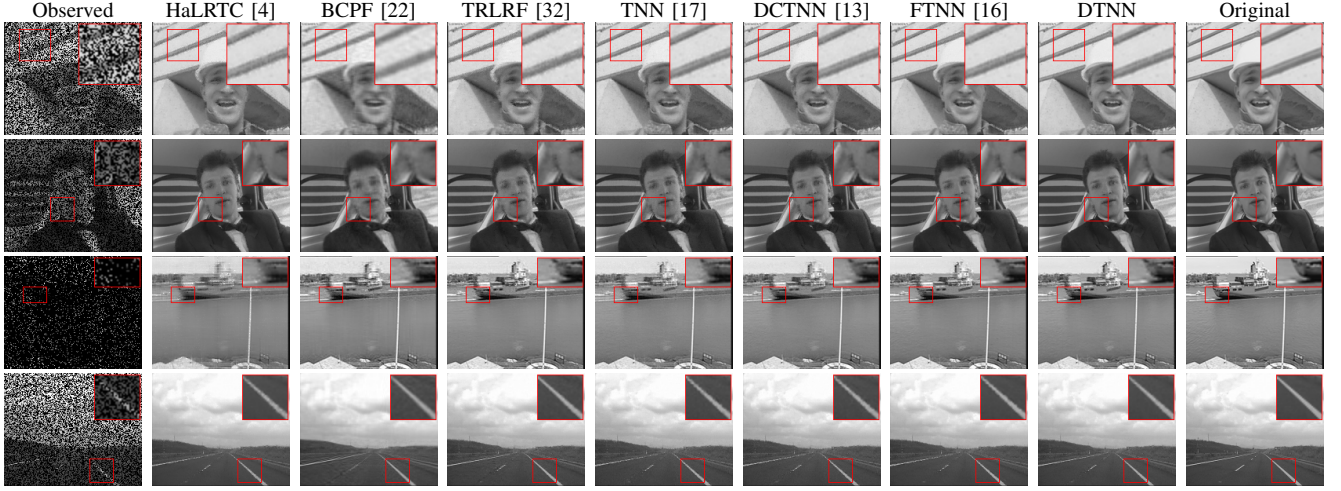 Observed HaLRTC [4] BCPF [22] TRLRF [32] TNN [17] DCTNN [13] FTNN [16] DTNN Original